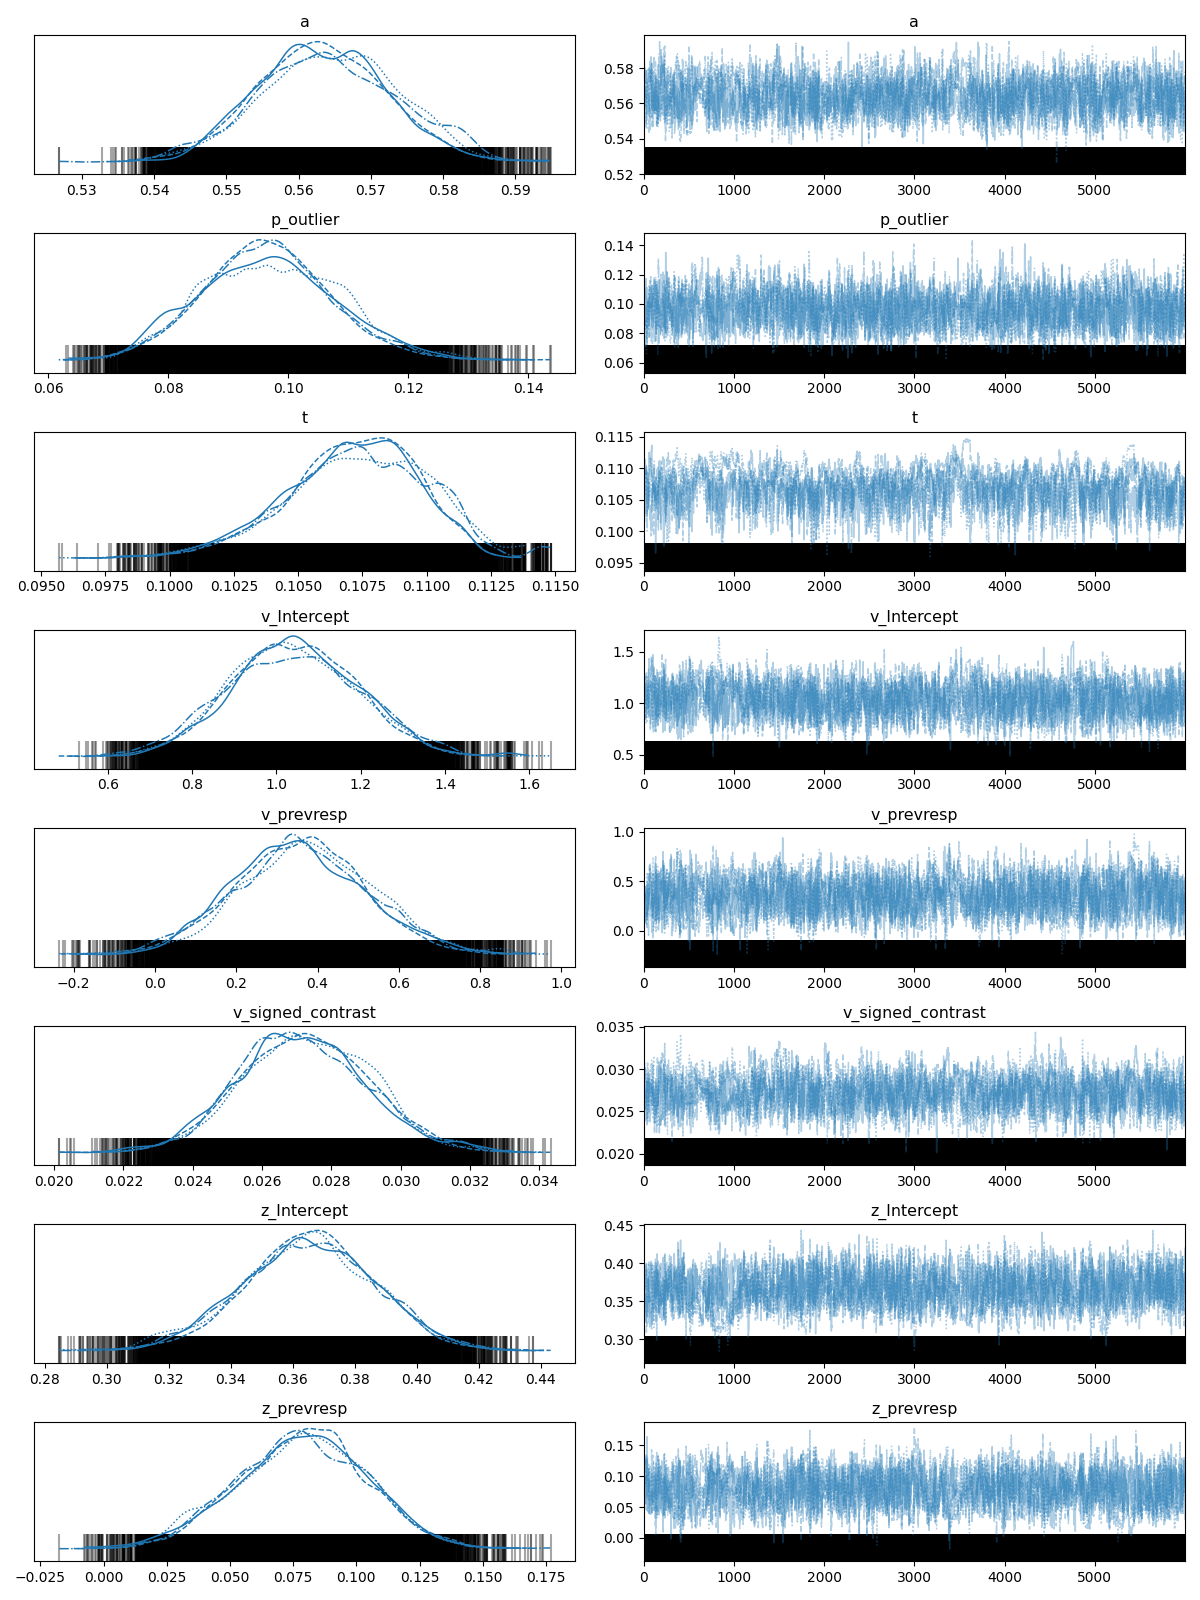 a a
0.58
0.56
0.54
0.52
0.53 0.54 0.55 0.56 0.57 0.58 0.59 0 1000 2000 3000 4000 5000
p_outlier p_outlier
0.14
0.12
0.10
0.08
0.06
0.06 0.08 0.10 0.12 0.14 0 1000 2000 3000 4000 5000
t t
0.115
0.110
0.105
0.100
0.095
0.0950 0.0975 0.1000 0.1025 0.1050 0.1075 0.1100 0.1125 0.1150 0 1000 2000 3000 4000 5000
v_Intercept v_Intercept
1.5
1.0
0.5
0.6 0.8 1.0 1.2 1.4 1.6 0 1000 2000 3000 4000 5000
v_prevresp v_prevresp
1.0
0.5
0.0
−0.2 0.0 0.2 0.4 0.6 0.8 1.0 0 1000 2000 3000 4000 5000
v_signed_contrast v_signed_contrast
0.035
0.030
0.025
0.020
0.020 0.022 0.024 0.026 0.028 0.030 0.032 0.034 0 1000 2000 3000 4000 5000
z_Intercept z_Intercept
0.45
0.40
0.35
0.30
0.28 0.30 0.32 0.34 0.36 0.38 0.40 0.42 0.44 0 1000 2000 3000 4000 5000
z_prevresp z_prevresp
0.15
0.10
0.05
0.00
−0.025 0.000 0.025 0.050 0.075 0.100 0.125 0.150 0.175 0 1000 2000 3000 4000 5000